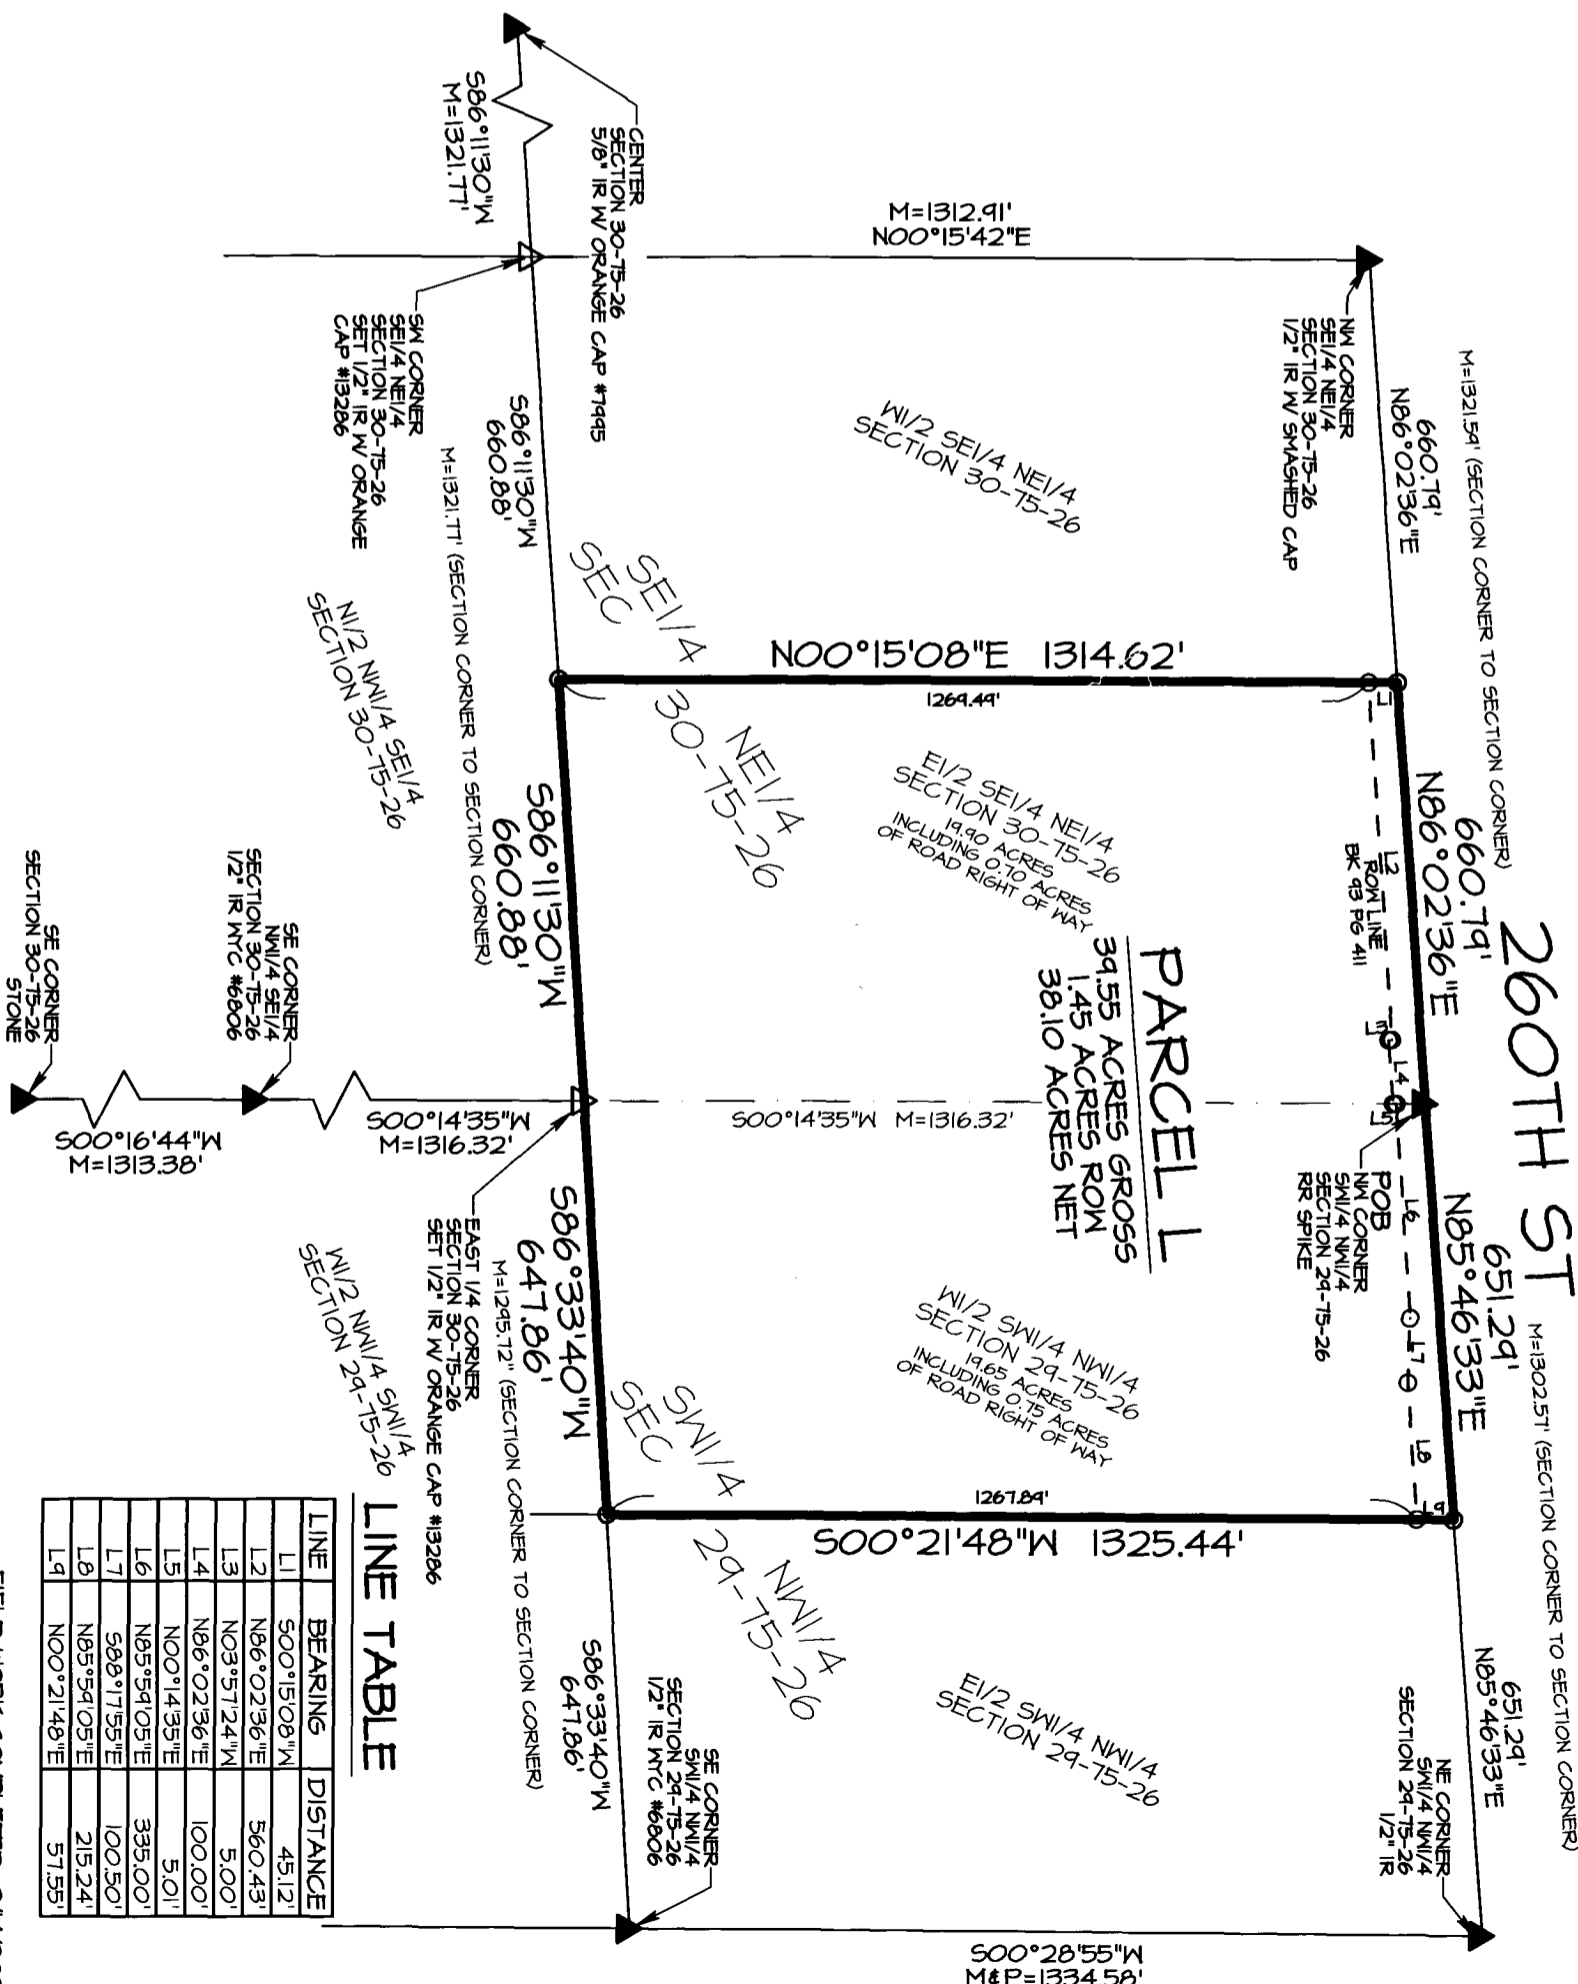 260TH ST
M=1321.59' (SECTION CORNER TO SECTION CORNER)
660.79'
N86°02'36"E
660.79'
N86°02'36"E
651.29'
N85°46'33"E
M=1302.57' (SECTION CORNER TO SECTION CORNER)
651.29'
N85°46'33"E
NW CORNER
SE1/4 NE1/4
SECTION 30-75-26
1/2" IR W/ SMASHED CAP
NE CORNER
SW1/4 NW1/4
SECTION 29-75-26
1/2" IR
M=1312.91'
N00°15'42"E
L1
L2
ROW LINE
BK 93 PG 411
L3
L4
L5
L6
L7
L8
L9
POB
NW CORNER
SW1/4 NW1/4
SECTION 29-75-26
RR SPIKE
N00°15'08"E 1314.62'
1269.49'
W1/2 SE1/4 NE1/4
SECTION 30-75-26
E1/2 SE1/4 NE1/4
SECTION 30-75-26
19.90 ACRES
INCLUDING 0.70 ACRES
OF ROAD RIGHT OF WAY
PARCEL L
39.55 ACRES GROSS
1.45 ACRES ROW
38.10 ACRES NET
W1/2 SW1/4 NW1/4
SECTION 29-75-26
19.65 ACRES
INCLUDING 0.75 ACRES
OF ROAD RIGHT OF WAY
E1/2 SW1/4 NW1/4
SECTION 29-75-26
S00°14'35"W M=1316.32'
1267.89'
S00°21'48"W 1325.44'
S00°28'55"W
M&P=1334.58'
SE1/4 NE1/4
SEC 30-75-26
SW1/4 NW1/4
SEC 29-75-26
CENTER
SECTION 30-75-26
5/8" IR W/ ORANGE CAP #7995
S86°11'30"W
M=1321.77'
SW CORNER
SE1/4 NE1/4
SECTION 30-75-26
SET 1/2" IR W/ ORANGE
CAP #13286
S86°11'30"W
660.88'
M=1321.77' (SECTION CORNER TO SECTION CORNER)
S86°11'30"W
660.88'
S86°33'40"W
647.86'
M=1295.72" (SECTION CORNER TO SECTION CORNER)
S86°33'40"W
647.86'
SE CORNER
SW1/4 NW1/4
SECTION 29-75-26
1/2" IR WYC #6806
EAST 1/4 CORNER
SECTION 30-75-26
SET 1/2" IR W/ ORANGE CAP #13286
N1/2 NW1/4 SE1/4
SECTION 30-75-26
W1/2 NW1/4 SW1/4
SECTION 29-75-26
S00°14'35"W
M=1316.32'
SE CORNER
NW1/4 SE1/4
SECTION 30-75-26
1/2" IR WYC #6806
S00°16'44"W
M=1313.38'
SE CORNER
SECTION 30-75-26
STONE
LINE TABLE
LINE BEARING DISTANCE
L1 S00°15'08"W 45.12'
L2 N86°02'36"E 560.43'
L3 N03°57'24"W 5.00'
L4 N86°02'36"E 100.00'
L5 N00°14'35"E 5.01'
L6 N85°59'05"E 335.00'
L7 S88°17'55"E 100.50'
L8 N85°59'05"E 215.24'
L9 N00°21'48"E 57.55'